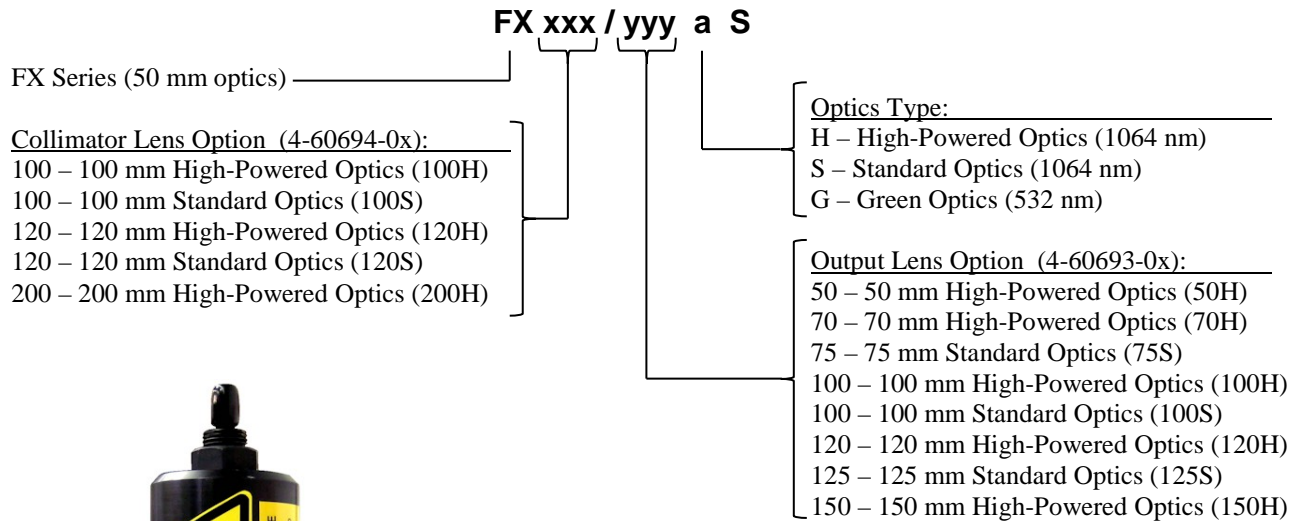 FX xxx / yyy a S
FX Series (50 mm optics)
Collimator Lens Option (4-60694-0x):
100 – 100 mm High-Powered Optics (100H)
100 – 100 mm Standard Optics (100S)
120 – 120 mm High-Powered Optics (120H)
120 – 120 mm Standard Optics (120S)
200 – 200 mm High-Powered Optics (200H)
Optics Type:
H – High-Powered Optics (1064 nm)
S – Standard Optics (1064 nm)
G – Green Optics (532 nm)
Output Lens Option (4-60693-0x):
50 – 50 mm High-Powered Optics (50H)
70 – 70 mm High-Powered Optics (70H)
75 – 75 mm Standard Optics (75S)
100 – 100 mm High-Powered Optics (100H)
100 – 100 mm Standard Optics (100S)
120 – 120 mm High-Powered Optics (120H)
125 – 125 mm Standard Optics (125S)
150 – 150 mm High-Powered Optics (150H)